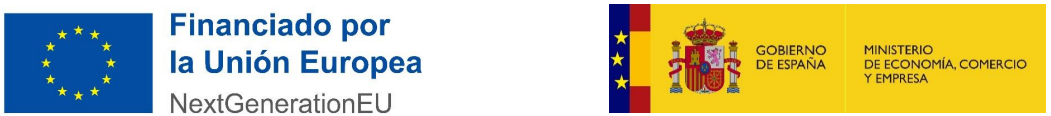 Financiado por
la Unión Europea
NextGenerationEU
GOBIERNO
DE ESPAÑA
MINISTERIO
DE ECONOMÍA, COMERCIO
Y EMPRESA